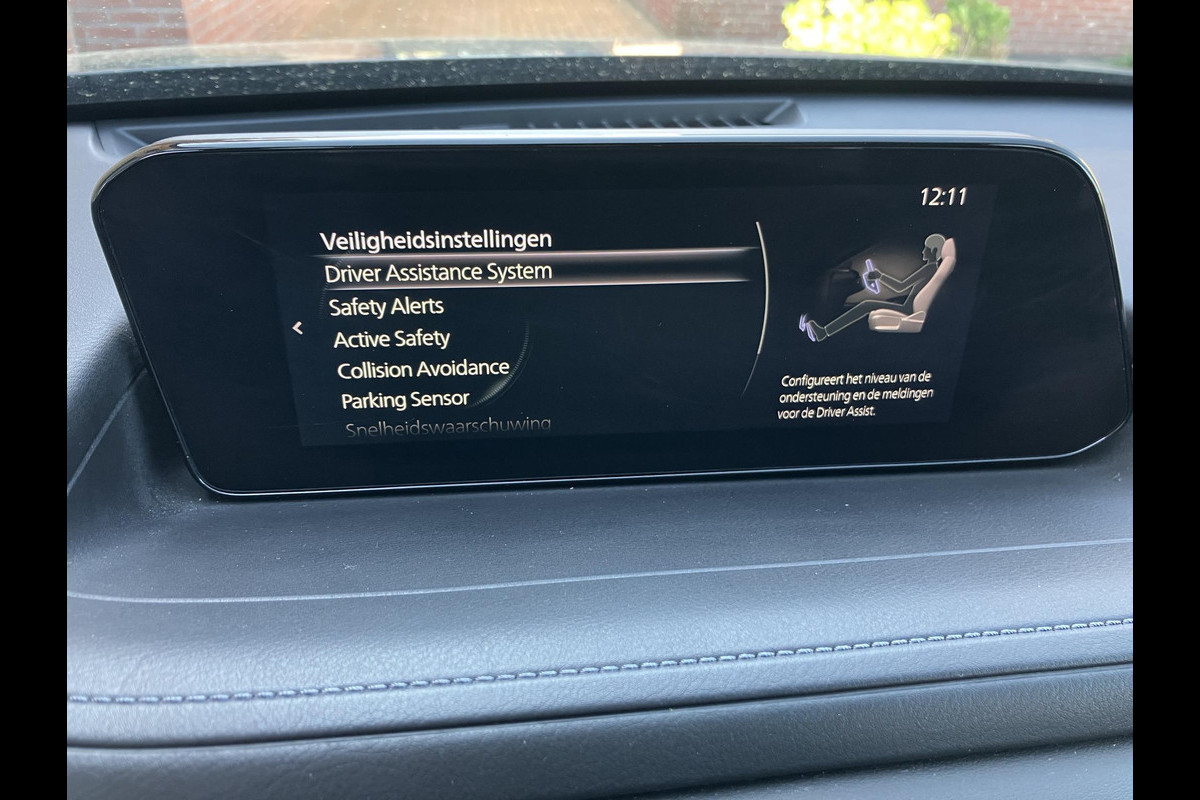 12:11
Veiligheidsinstellingen
Driver Assistance System
Safety Alerts
Active Safety
Collision Avoidance
Parking Sensor
Snelheidswaarschuwing
Configureert het niveau van de
ondersteuning en de meldingen
voor de Driver Assist.